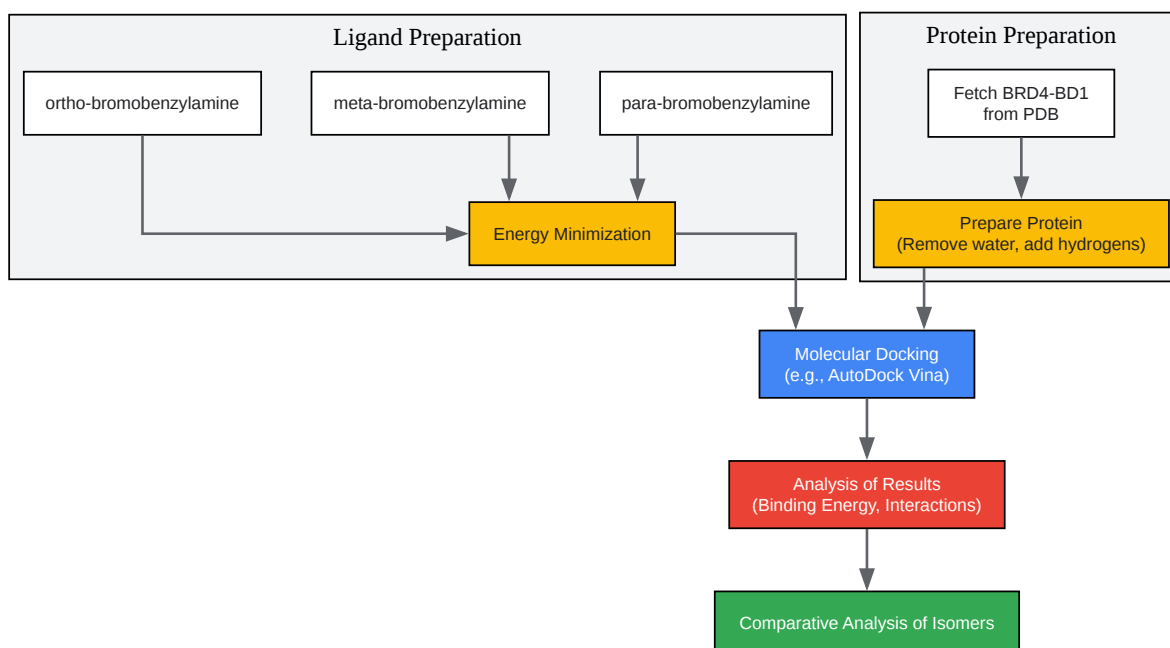 Ligand Preparation
ortho-bromobenzylamine
meta-bromobenzylamine
para-bromobenzylamine
Energy Minimization
Protein Preparation
Fetch BRD4-BD1
from PDB
Prepare Protein
(Remove water, add hydrogens)
Molecular Docking
(e.g., AutoDock Vina)
Analysis of Results
(Binding Energy, Interactions)
Comparative Analysis of Isomers